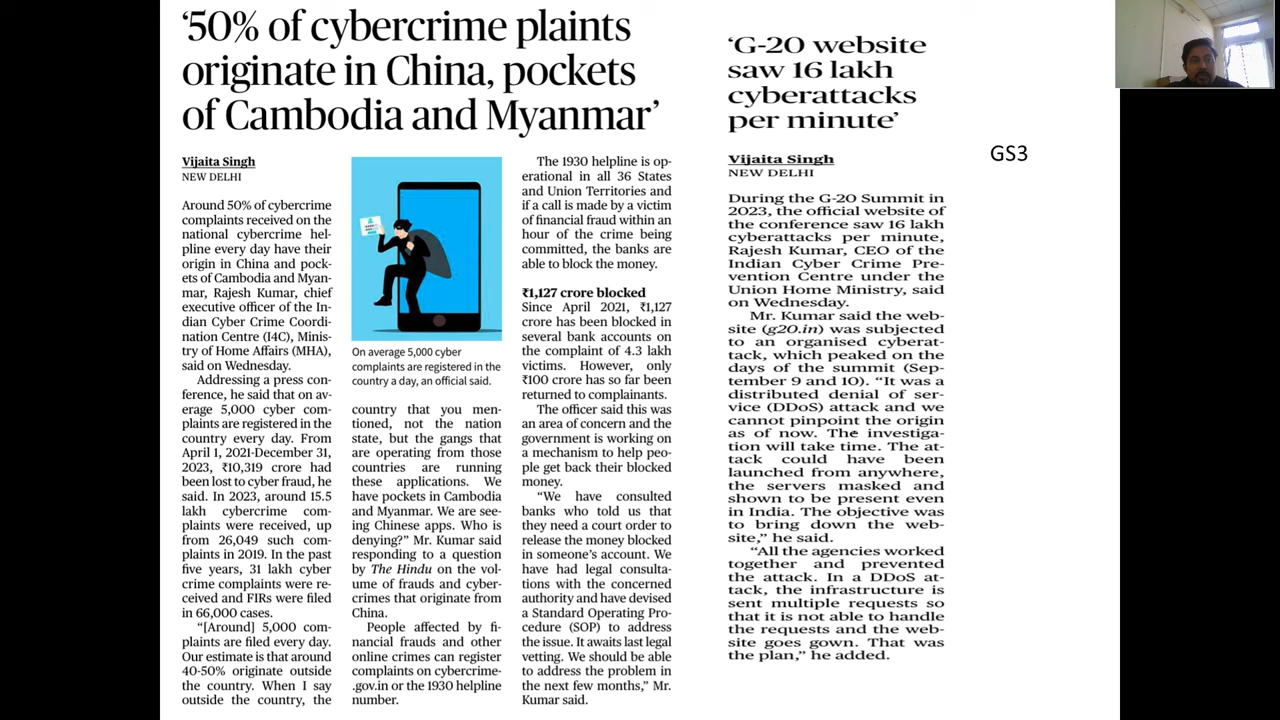 ‘50% of cybercrime plaints
originate in China, pockets
of Cambodia and Myanmar’
Vijaita Singh
NEW DELHI
Around 50% of cybercrime
complaints received on the
national cybercrime hel-
pline every day have their
origin in China and pock-
ets of Cambodia and Myan-
mar, Rajesh Kumar, chief
executive officer of the In-
dian Cyber Crime Coordi-
nation Centre (I4C), Minis-
try of Home Affairs (MHA),
said on Wednesday.
Addressing a press con-
ference, he said that on av-
erage 5,000 cyber com-
plaints are registered in the
country every day. From
April 1, 2021-December 31,
2023, ₹10,319 crore had
been lost to cyber fraud, he
said. In 2023, around 15.5
lakh cybercrime com-
plaints were received, up
from 26,049 such com-
plaints in 2019. In the past
five years, 31 lakh cyber
crime complaints were re-
ceived and FIRs were filed
in 66,000 cases.
“[Around] 5,000 com-
plaints are filed every day.
Our estimate is that around
40-50% originate outside
the country. When I say
outside the country, the
On average 5,000 cyber
complaints are registered in the
country a day, an official said.
country that you men-
tioned, not the nation
state, but the gangs that
are operating from those
countries are running
these applications. We
have pockets in Cambodia
and Myanmar. We are see-
ing Chinese apps. Who is
denying?” Mr. Kumar said
responding to a question
by The Hindu on the vol-
ume of frauds and cyber-
crimes that originate from
China.
People affected by fi-
nancial frauds and other
online crimes can register
complaints on cybercrime-
.gov.in or the 1930 helpline
number.
The 1930 helpline is op-
erational in all 36 States
and Union Territories and
if a call is made by a victim
of financial fraud within an
hour of the crime being
committed, the banks are
able to block the money.
₹1,127 crore blocked
Since April 2021, ₹1,127
crore has been blocked in
several bank accounts on
the complaint of 4.3 lakh
victims. However, only
₹100 crore has so far been
returned to complainants.
The officer said this was
an area of concern and the
government is working on
a mechanism to help peo-
ple get back their blocked
money.
“We have consulted
banks who told us that
they need a court order to
release the money blocked
in someone’s account. We
have had legal consulta-
tions with the concerned
authority and have devised
a Standard Operating Pro-
cedure (SOP) to address
the issue. It awaits last legal
vetting. We should be able
to address the problem in
the next few months,” Mr.
Kumar said.
‘G-20 website
saw 16 lakh
cyberattacks
per minute’
Vijaita Singh
NEW DELHI
During the G-20 Summit in
2023, the official website of
the conference saw 16 lakh
cyberattacks per minute,
Rajesh Kumar, CEO of the
Indian Cyber Crime Pre-
vention Centre under the
Union Home Ministry, said
on Wednesday.
Mr. Kumar said the web-
site (g20.in) was subjected
to an organised cyberat-
tack, which peaked on the
days of the summit (Sep-
tember 9 and 10). “It was a
distributed denial of ser-
vice (DDoS) attack and we
cannot pinpoint the origin
as of now. The investiga-
tion will take time. The at-
tack could have been
launched from anywhere,
the servers masked and
shown to be present even
in India. The objective was
to bring down the web-
site,” he said.
“All the agencies worked
together and prevented
the attack. In a DDoS at-
tack, the infrastructure is
sent multiple requests so
that it is not able to handle
the requests and the web-
site goes gown. That was
the plan,” he added.
GS3